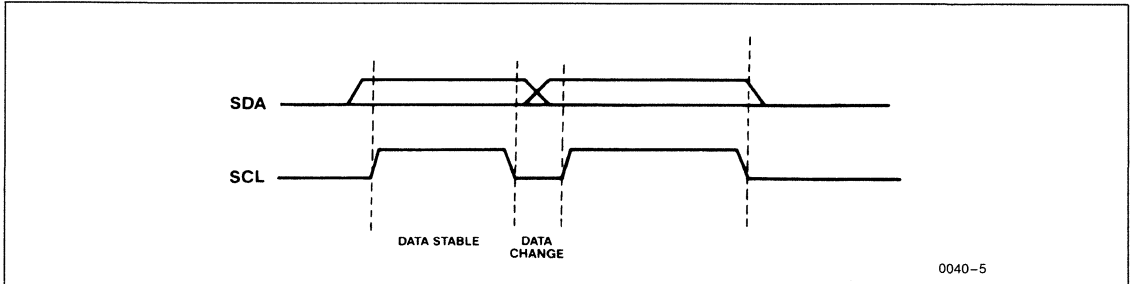 SDA
SCL
DATA STABLE
DATA
CHANGE
0040-5